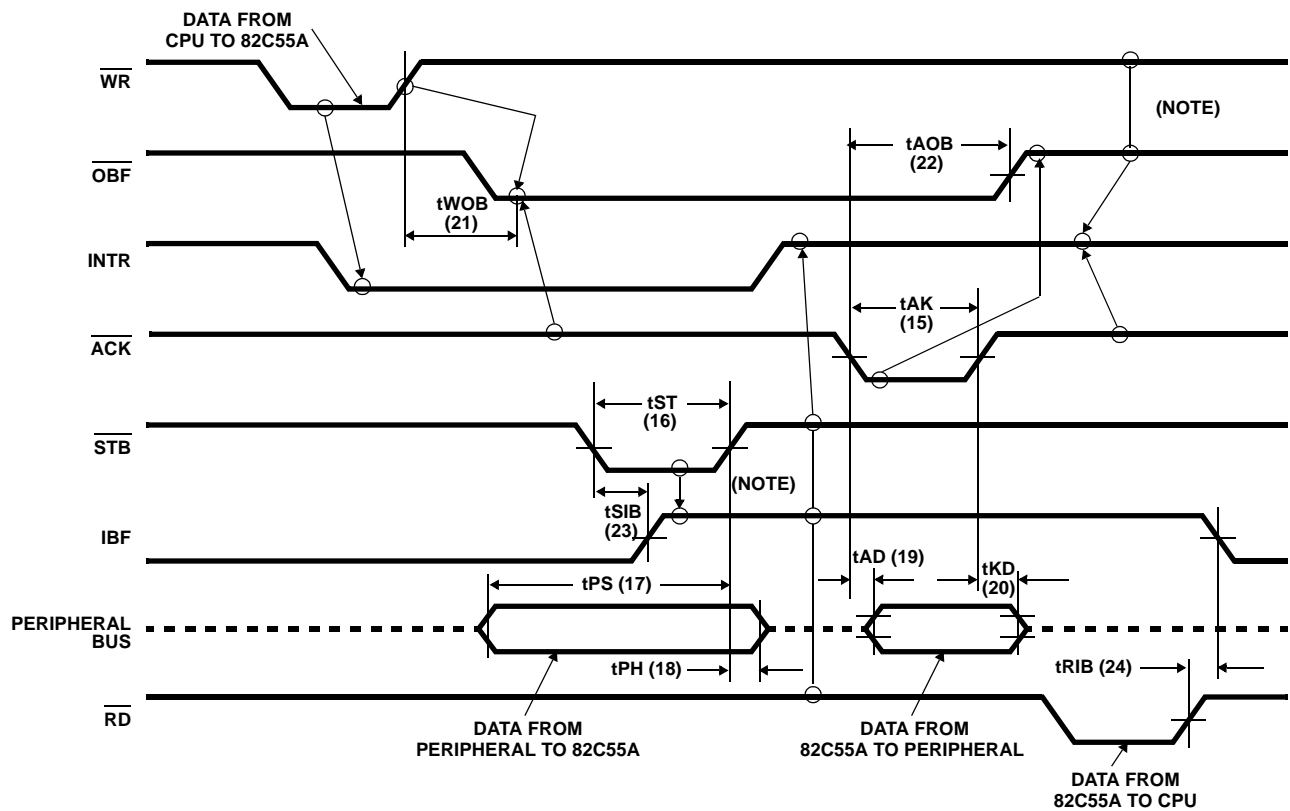 DATA FROM
CPU TO 82C55A
WR
(NOTE)
tAOB
(22)
OBF
tWOB
(21)
INTR
tAK
(15)
ACK
tST
(16)
STB
(NOTE)
tSIB
(23)
IBF
tAD (19)
tKD
(20)
tPS (17)
PERIPHERAL
BUS
tPH (18)
tRIB (24)
RD
DATA FROM
PERIPHERAL TO 82C55A
DATA FROM
82C55A TO PERIPHERAL
DATA FROM
82C55A TO CPU